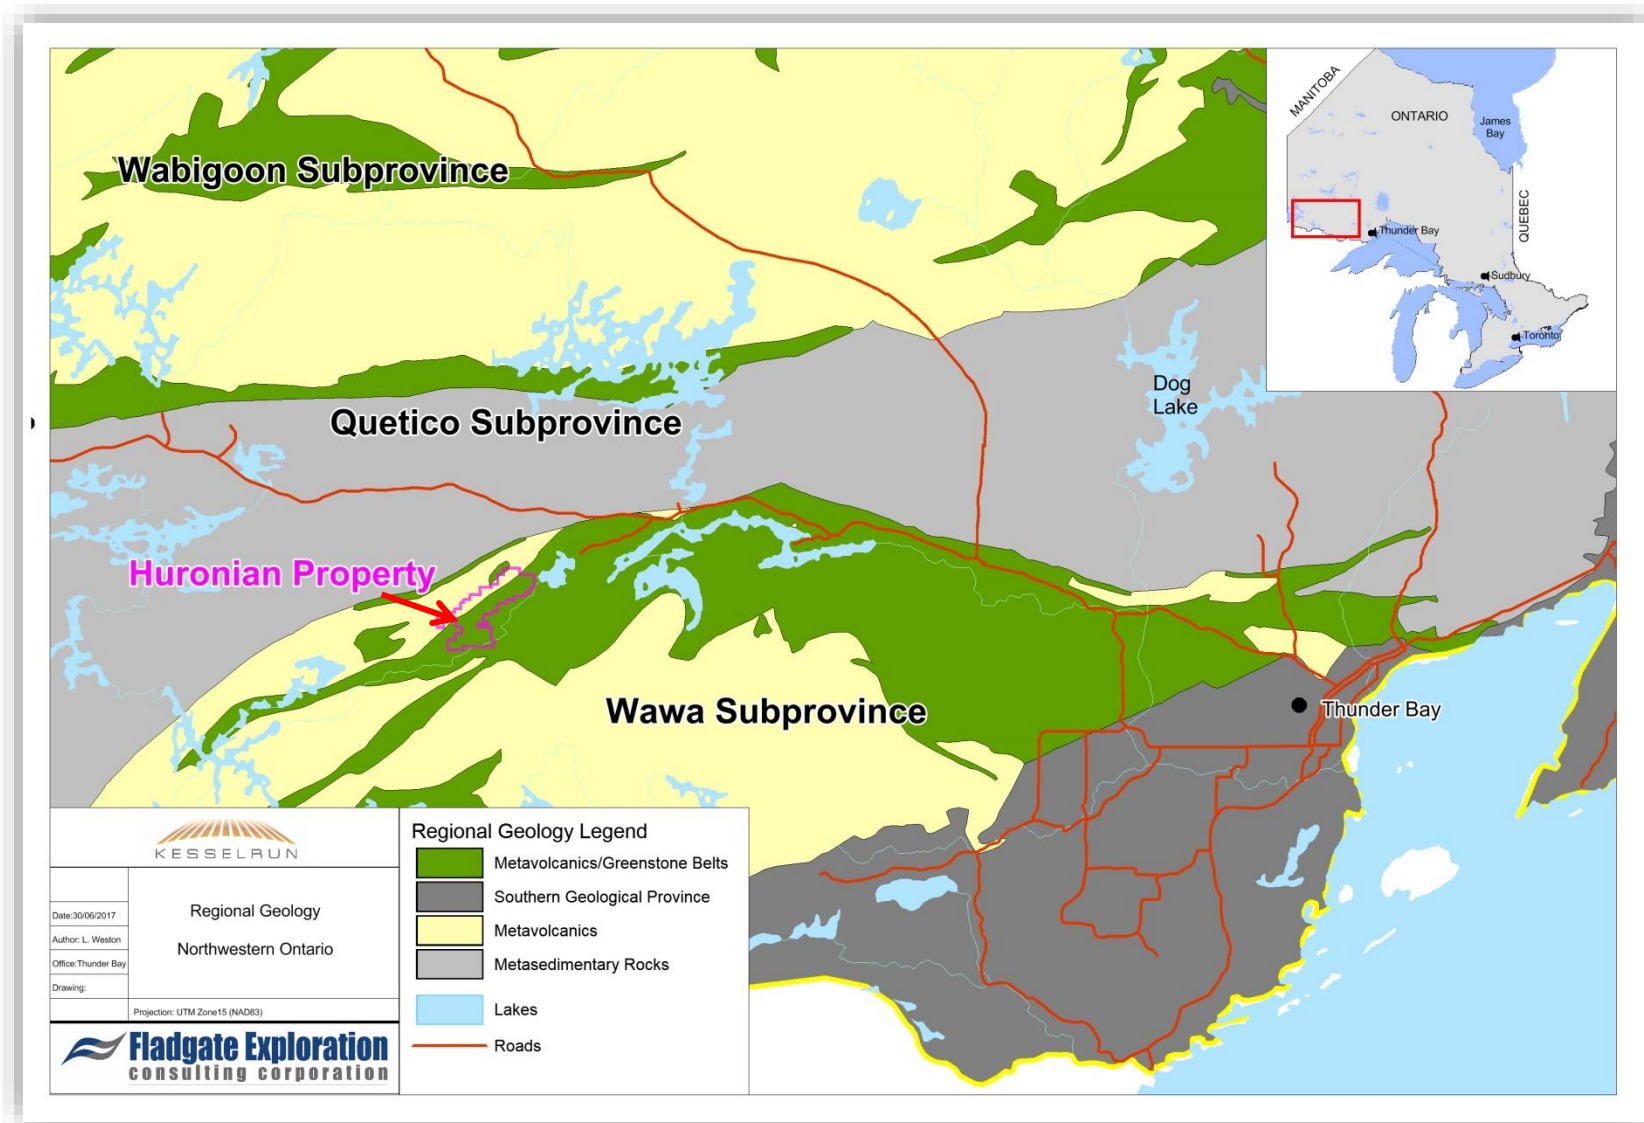 Wabigoon Subprovince
Quetico Subprovince
Huronian Property
Wawa Subprovince
Dog
Lake
Thunder Bay
MANITOBA
ONTARIO
James
Bay
QUEBEC
Thunder Bay
Sudbury
Toronto
KESSELRUN
Date:30/06/2017
Author: L. Weston
Office:Thunder Bay
Drawing:
Regional Geology
Northwestern Ontario
Projection: UTM Zone15 (NAD83)
Fladgate Exploration
consulting corporation
Regional Geology Legend
Metavolcanics/Greenstone Belts
Southern Geological Province
Metavolcanics
Metasedimentary Rocks
Lakes
Roads